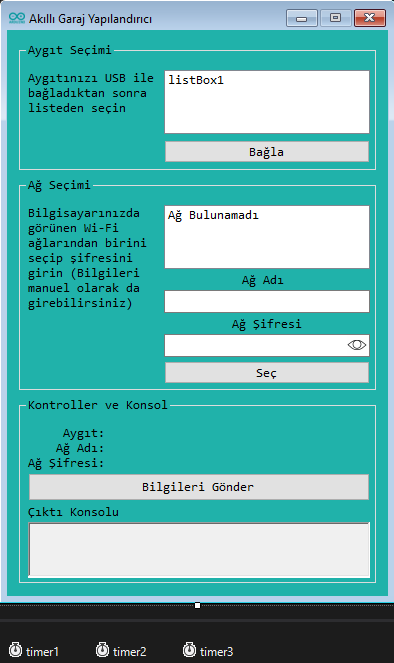 Akıllı Garaj Yapılandırıcı
Aygıt Seçimi
Aygıtınızı USB ile
bağladıktan sonra
listeden seçin
listBox1
Bağla
Ağ Seçimi
Bilgisayarınızda
görünen Wi-Fi
ağlarından birini
seçip şifresini
girin (Bilgileri
manuel olarak da
girebilirsiniz)
Ağ Bulunamadı
Ağ Adı
Ağ Şifresi
Seç
Kontroller ve Konsol
Aygıt:
Ağ Adı:
Ağ Şifresi:
Bilgileri Gönder
Çıktı Konsolu
timer1 timer2 timer3